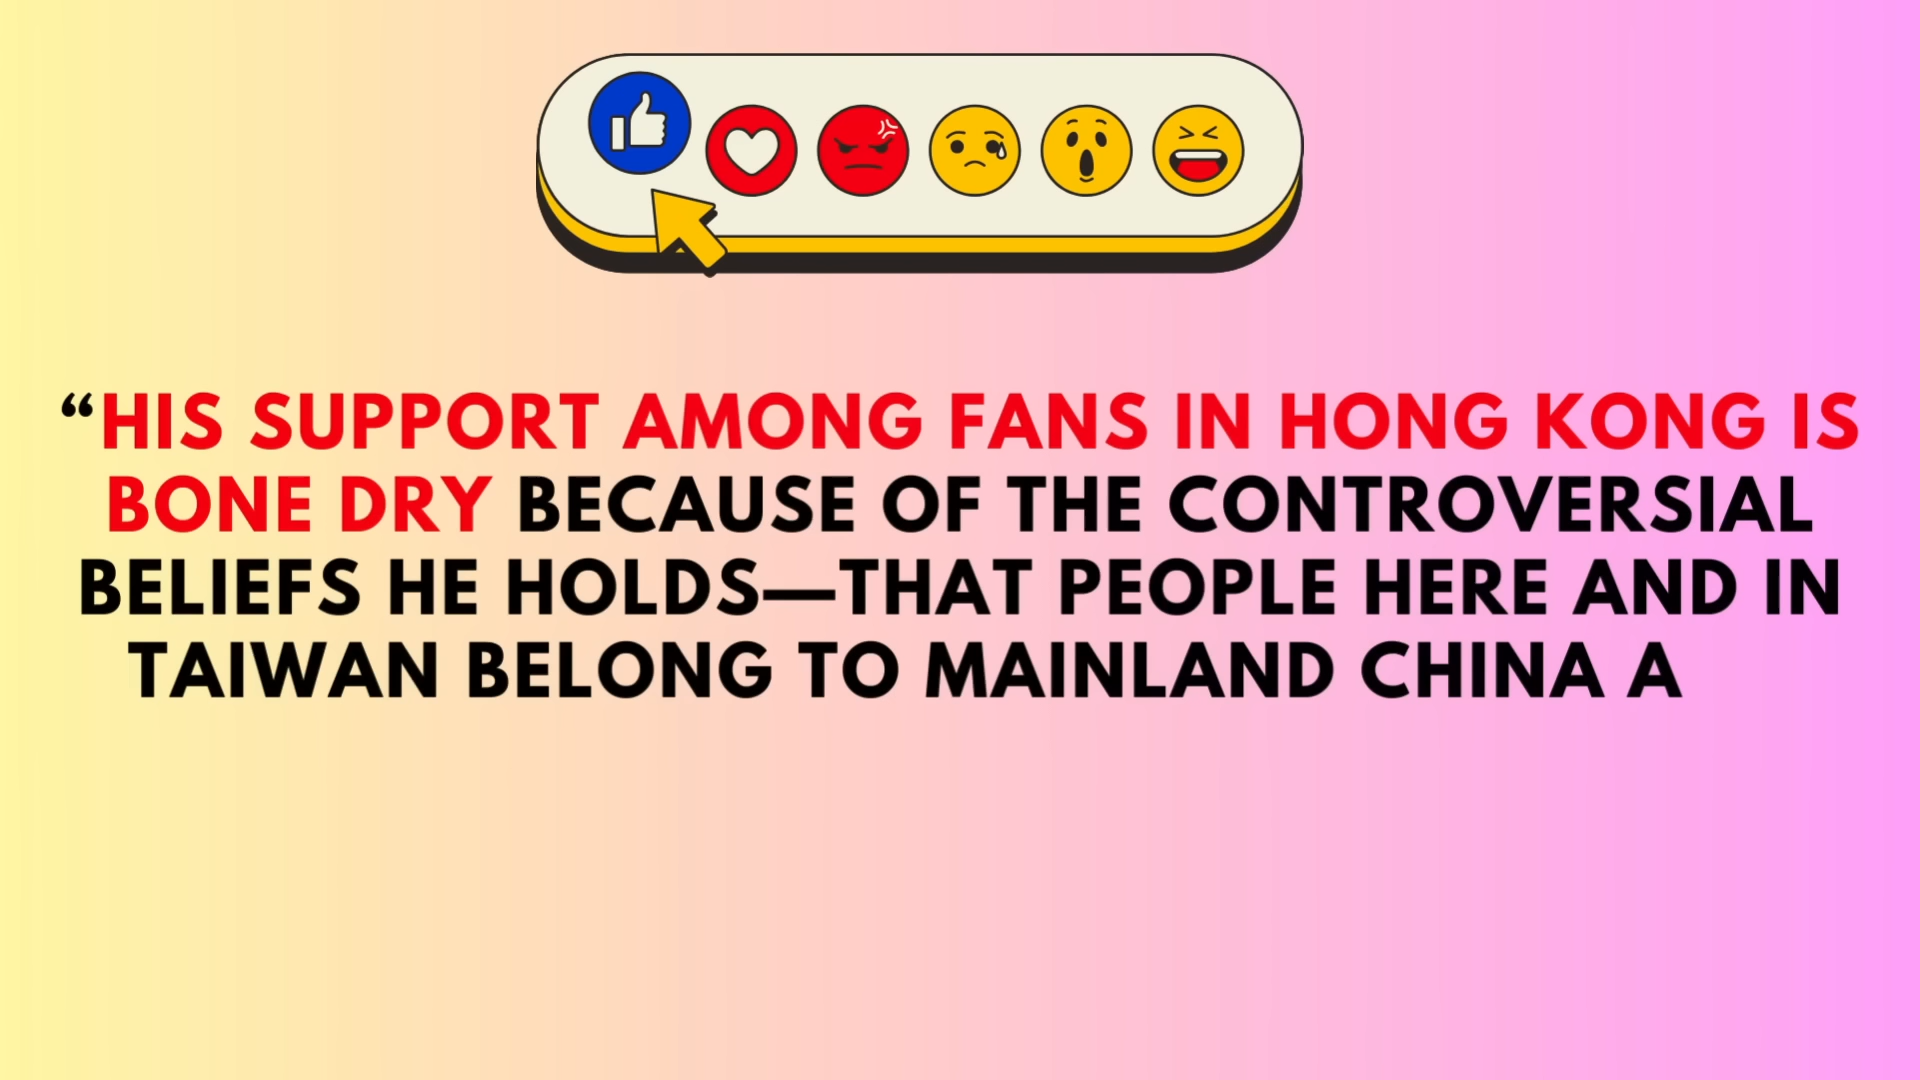 “HIS SUPPORT AMONG FANS IN HONG KONG IS
BONE DRY BECAUSE OF THE CONTROVERSIAL
BELIEFS HE HOLDS—THAT PEOPLE HERE AND IN
TAIWAN BELONG TO MAINLAND CHINA A